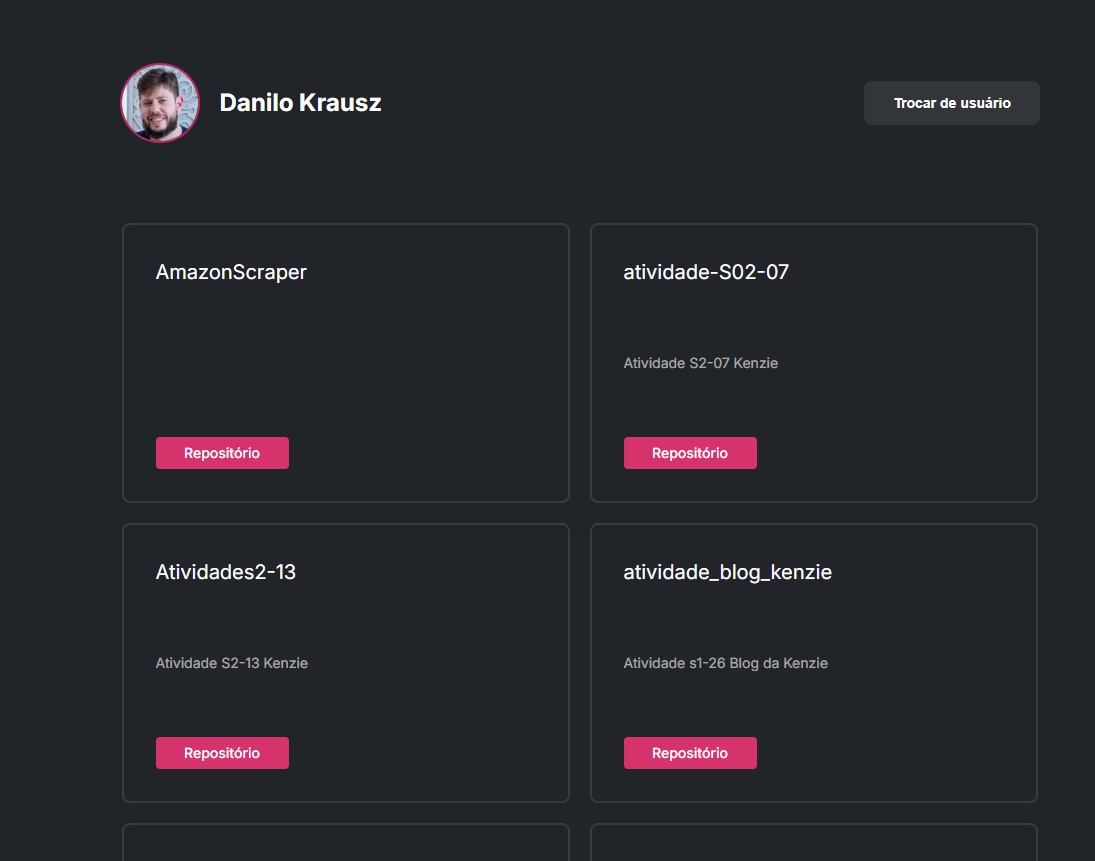 Danilo Krausz
Trocar de usuário
AmazonScraper
Repositório
atividade-S02-07
Atividade S2-07 Kenzie
Repositório
Atividades2-13
Atividade S2-13 Kenzie
Repositório
atividade_blog_kenzie
Atividade s1-26 Blog da Kenzie
Repositório